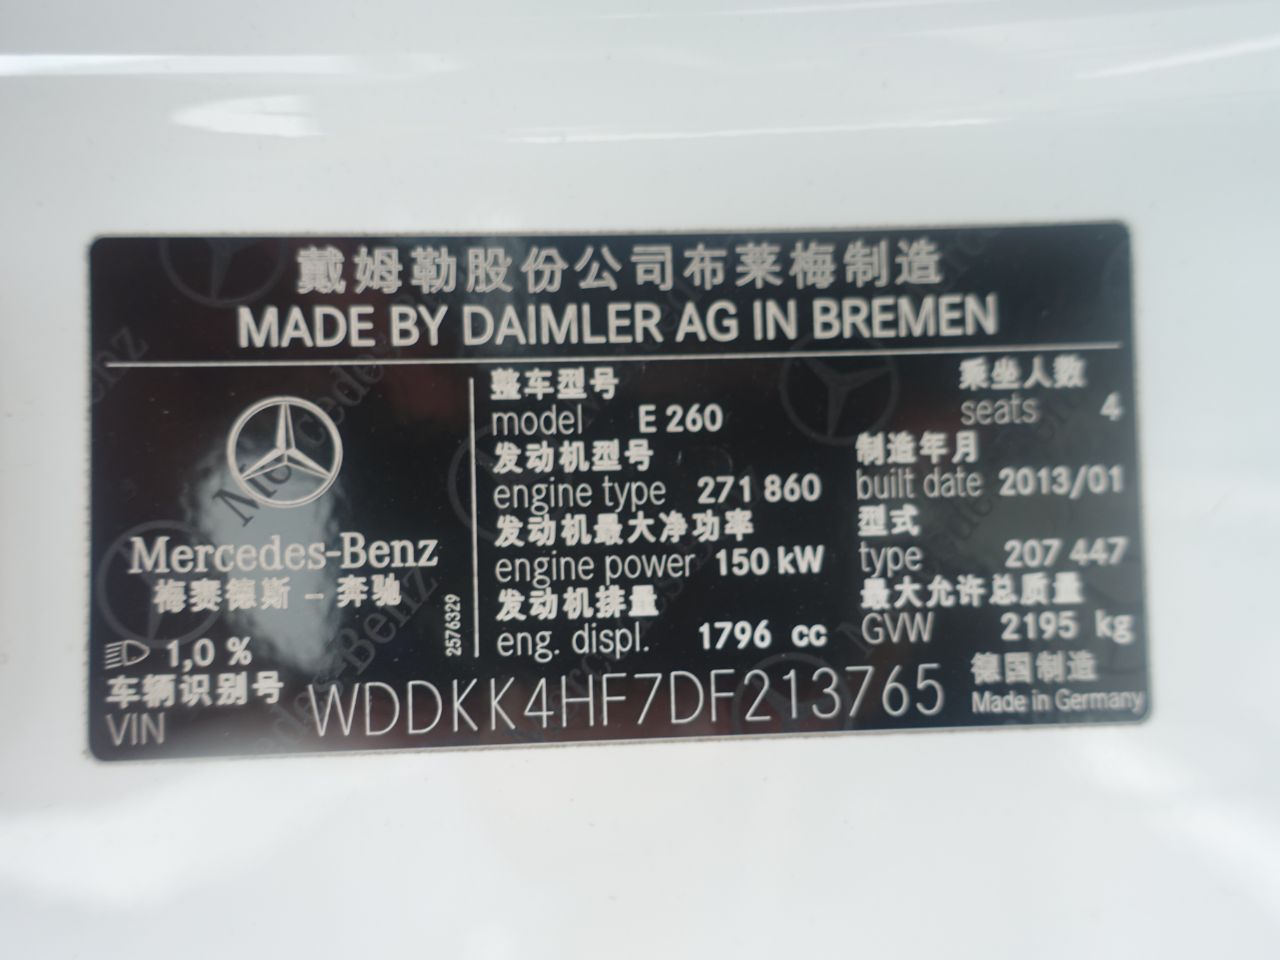 戴姆勒股份公司布莱梅制造
MADE BY DAIMLER AG IN BREMEN
整车型号
model E 260
乘坐人数
seats 4
发动机型号
engine type 271 860
制造年月
built date 2013/01
发动机最大净功率
engine power 150 kW
型式
type 207 447
发动机排量
eng. displ. 1796 cc
最大允许总质量
GVW 2195 kg
Mercedes-Benz
梅赛德斯 - 奔驰
2576329
1,0 %
车辆识别号
VIN WDDKK4HF7DF213765
德国制造
Made in Germany
Mercedes-Benz
Mercedes-Benz